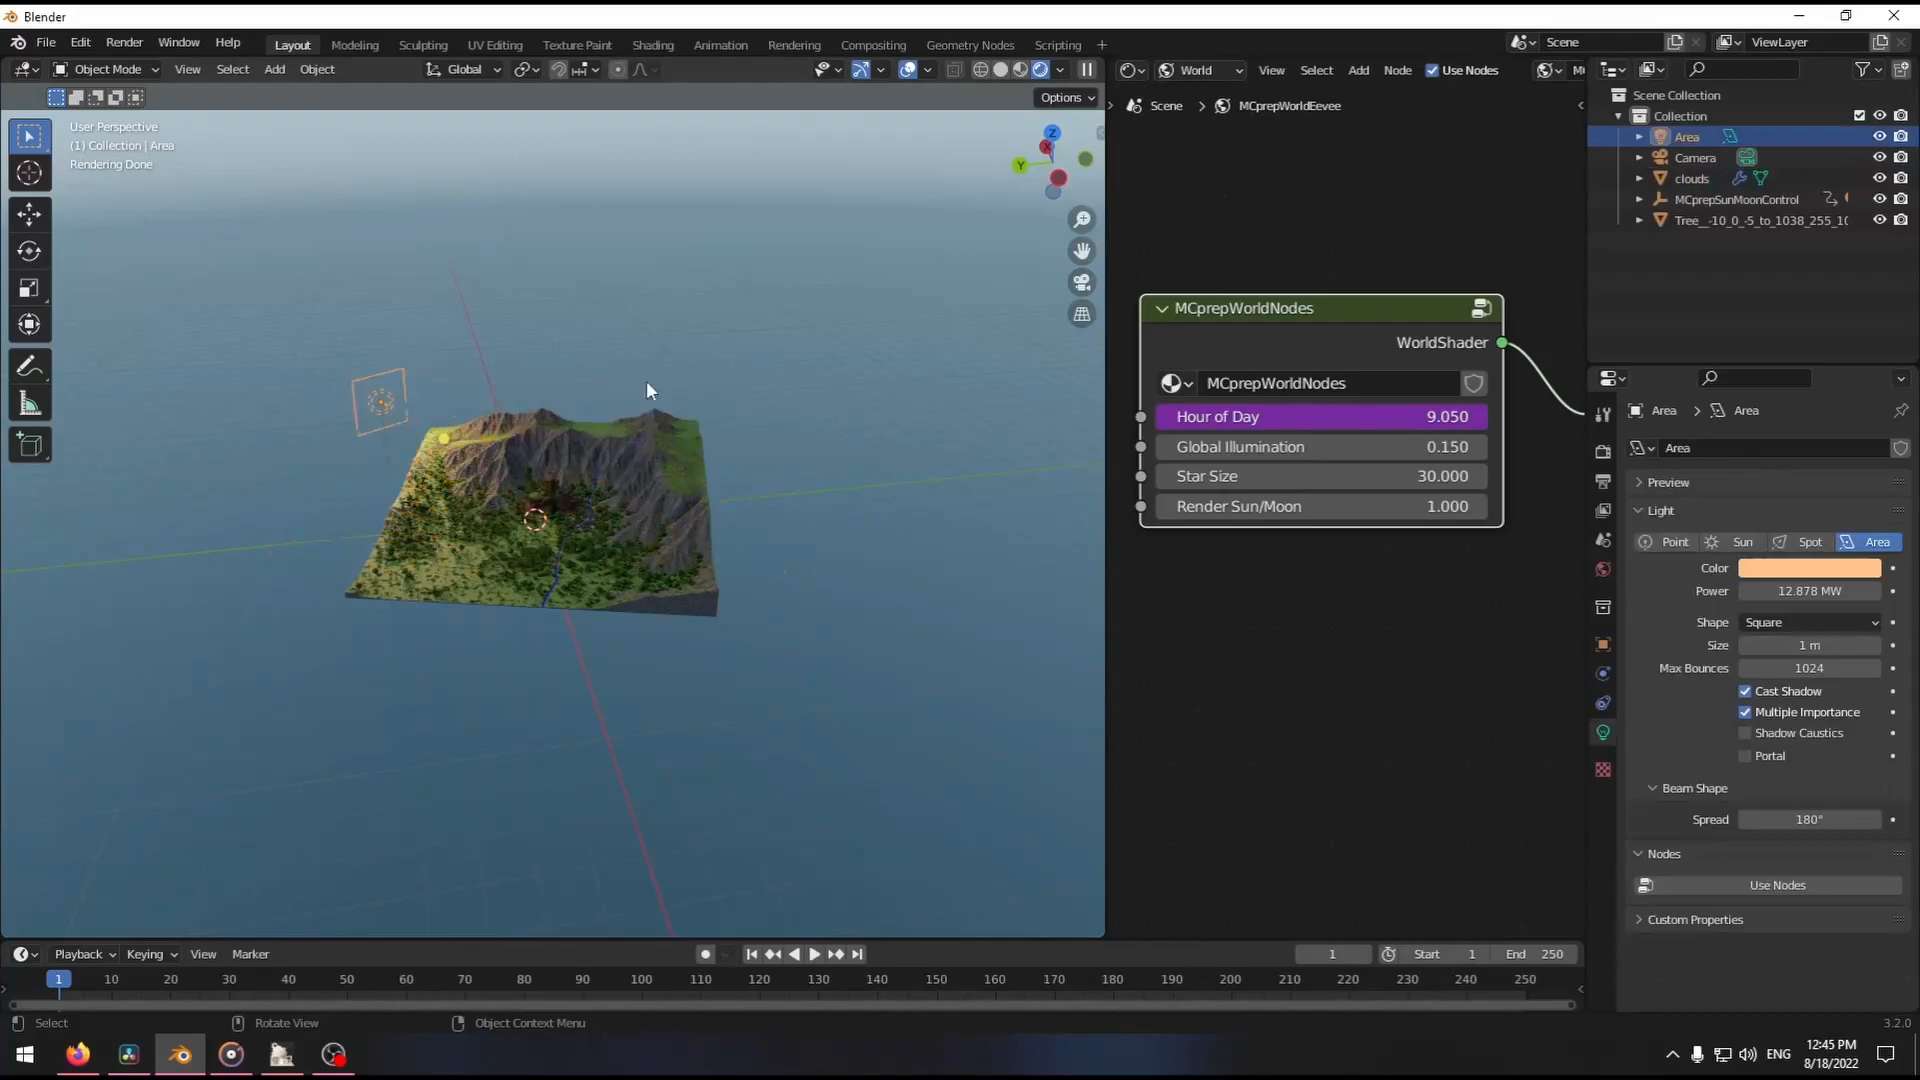 Blender
File Edit Render Window Help Layout Modeling Sculpting UV Editing Texture Paint Shading Animation Rendering Compositing Geometry Nodes Scripting + Scene ViewLayer
Object Mode View Select Add Object Global World View Select Add Node Use Nodes
Options
User Perspective
(1) Collection | Area
Rendering Done
X
Y
Z
Scene > MCprepWorldEevee
MCprepWorldNodes
WorldShader
MCprepWorldNodes
Hour of Day 9.050
Global Illumination 0.150
Star Size 30.000
Render Sun/Moon 1.000
Scene Collection
Collection
Area
Camera
clouds
MCprepSunMoonControl
Tree__-10_0_-5_to_1038_255_10
Area > Area
Area
Preview
Light
Point Sun Spot Area
Color
Power 12.878 MW
Shape Square
Size 1 m
Max Bounces 1024
Cast Shadow
Multiple Importance
Shadow Caustics
Portal
Beam Shape
Spread 180°
Nodes
Use Nodes
Custom Properties
Playback Keying View Marker 1 Start 1 End 250
1 10 20 30 40 50 60 70 80 90 100 110 120 130 140 150 160 170 180 190 200 210 220 230 240 250
Select Rotate View Object Context Menu 3.2.0
ENG 12:45 PM
8/18/2022